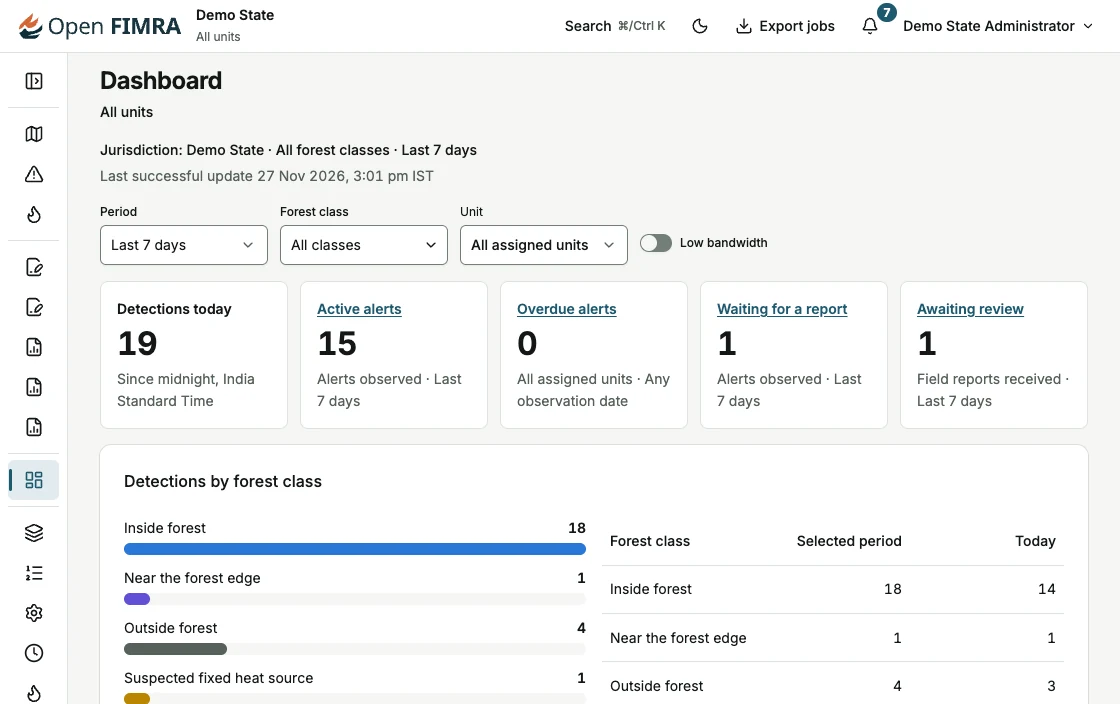 Open FIMRA
Demo State
All units
Search ⌘/Ctrl K
Export jobs
7
Demo State Administrator
Dashboard
All units
Jurisdiction: Demo State · All forest classes · Last 7 days
Last successful update 27 Nov 2026, 3:01 pm IST
Period
Forest class
Unit
Last 7 days
All classes
All assigned units
Low bandwidth
Detections today
19
Since midnight, India
Standard Time
Active alerts
15
Alerts observed · Last
7 days
Overdue alerts
0
All assigned units · Any
observation date
Waiting for a report
1
Alerts observed · Last
7 days
Awaiting review
1
Field reports received ·
Last 7 days
Detections by forest class
Inside forest 18
Near the forest edge 1
Outside forest 4
Suspected fixed heat source 1
Forest class Selected period Today
Inside forest 18 14
Near the forest edge 1 1
Outside forest 4 3